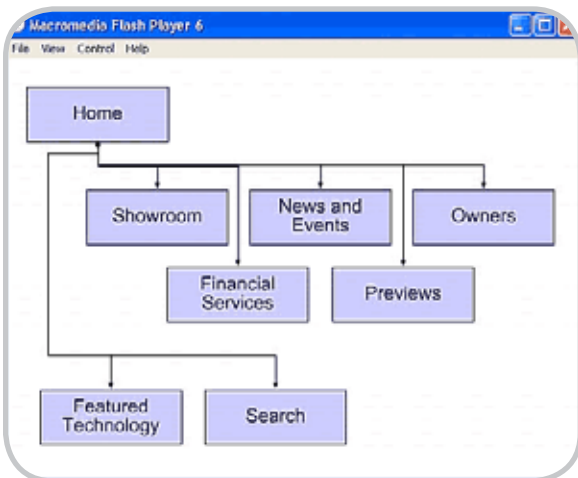 Macromedia Flash Player 6
File View Control Help
Home
Showroom
News and
Events
Owners
Financial
Services
Previews
Featured
Technology
Search